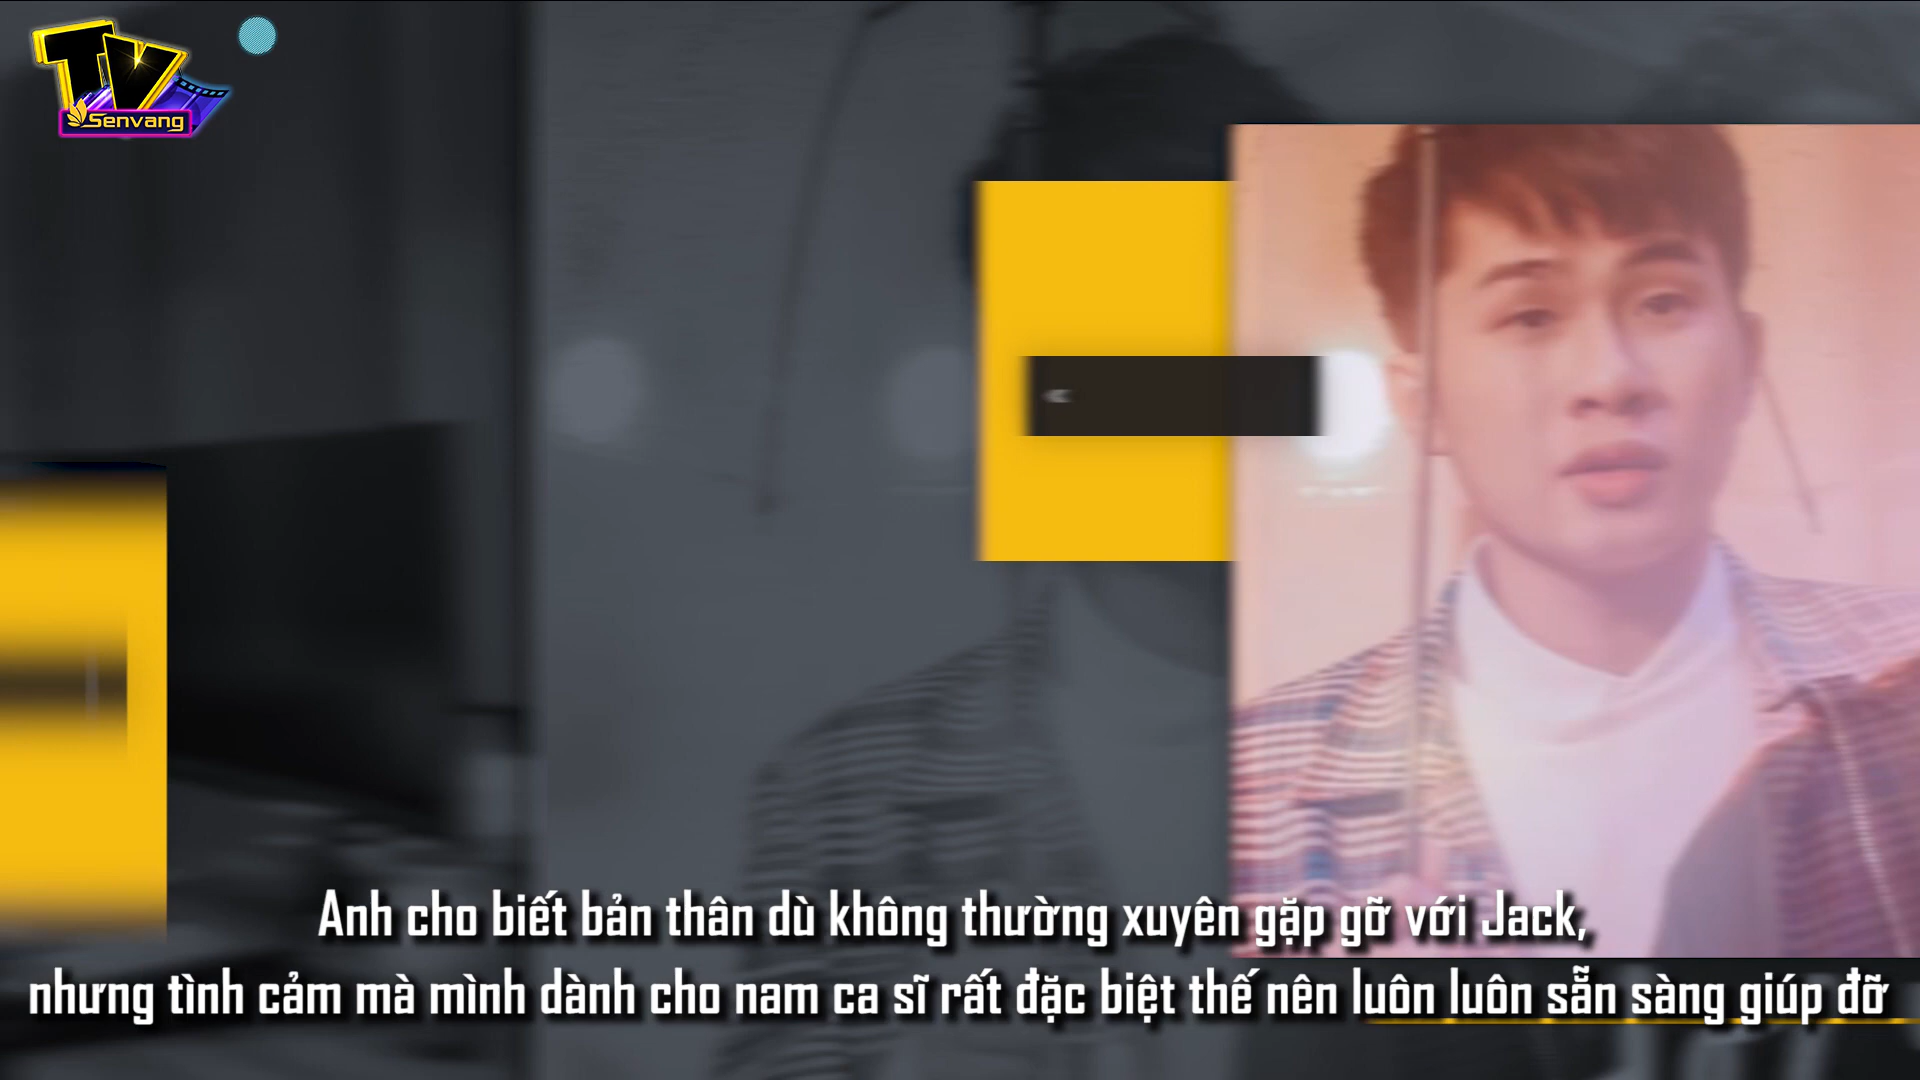 TV
Senvang
Anh cho biết bản thân dù không thường xuyên gặp gỡ với Jack,
nhưng tình cảm mà mình dành cho nam ca sĩ rất đặc biệt thế nên luôn luôn sẵn sàng giúp đỡ